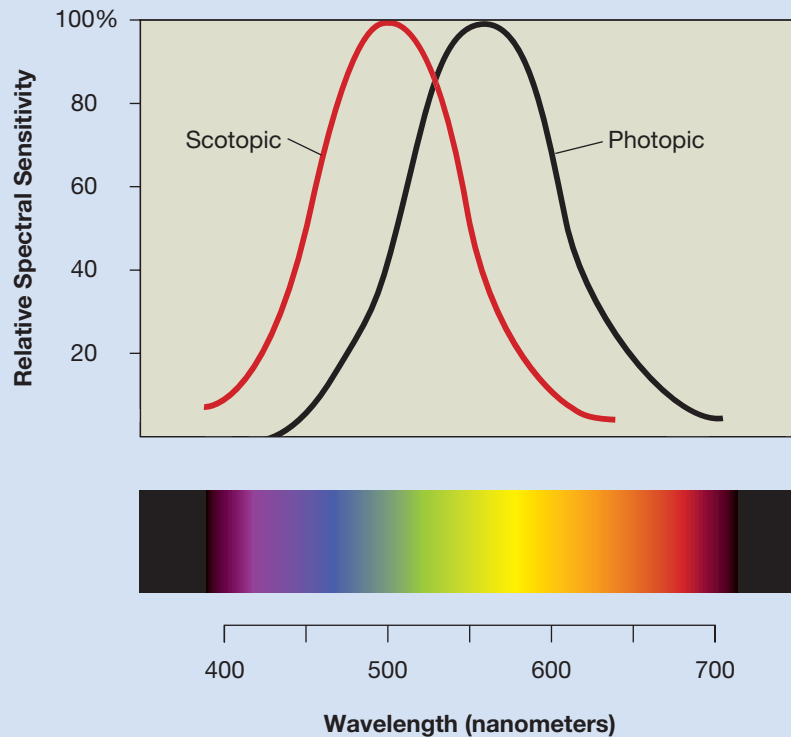 100%
80
60
40
20
Relative Spectral Sensitivity
Scotopic
Photopic
400 500 600 700
Wavelength (nanometers)